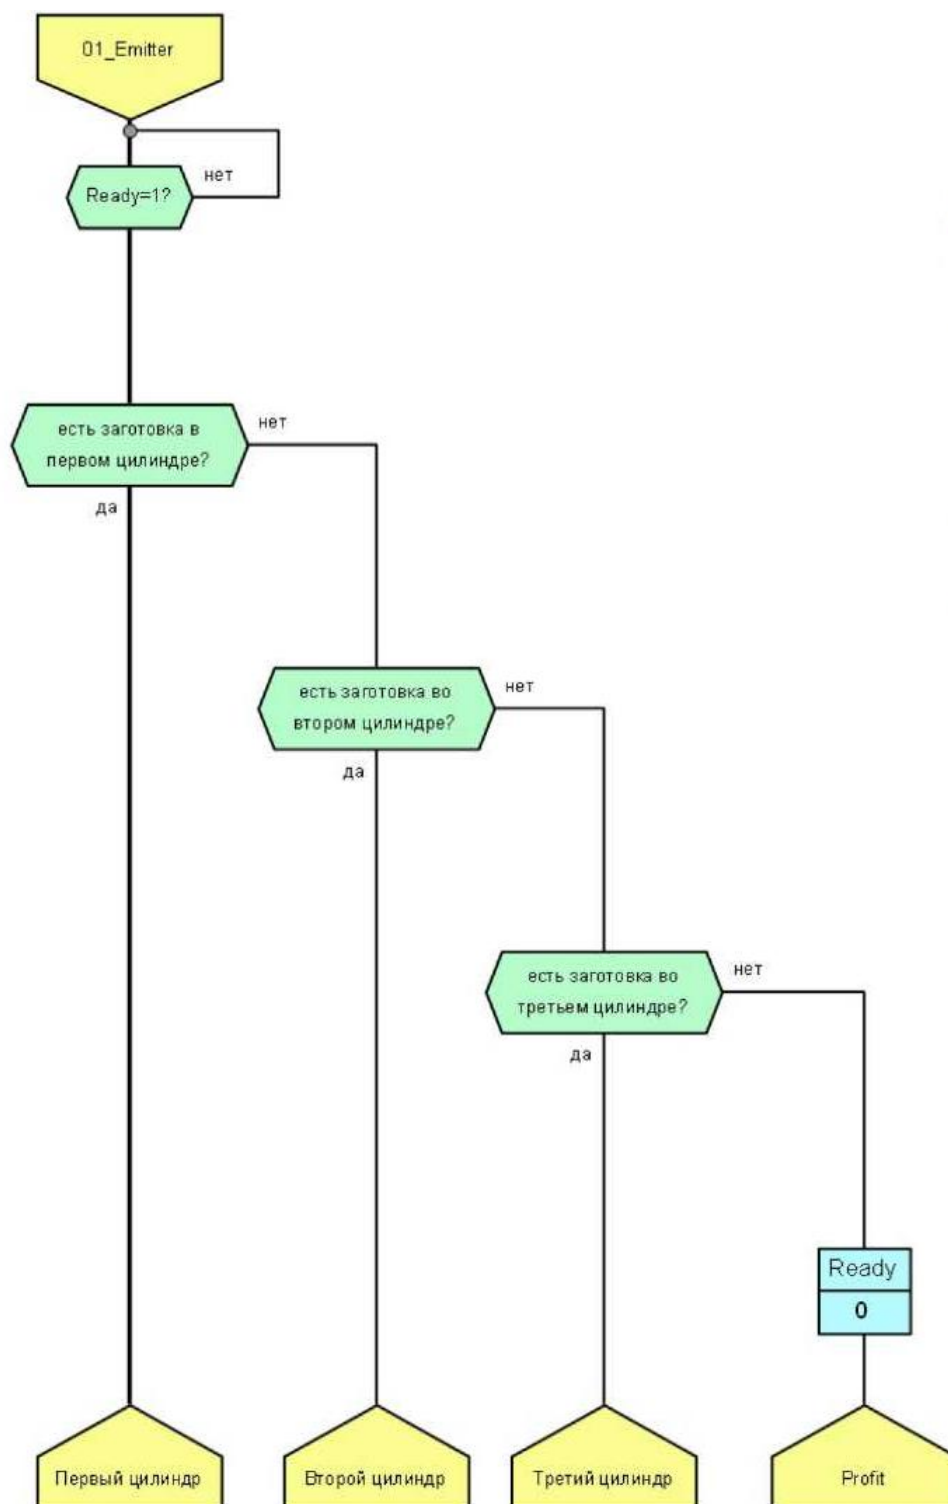 01_Emitter
нет
Ready=1?
есть заготовка в
первом цилиндре?
нет
да
есть заготовка во
втором цилиндре?
нет
да
есть заготовка во
третьем цилиндре?
нет
да
Ready
0
Первый цилиндр
Второй цилиндр
Третий цилиндр
Profit